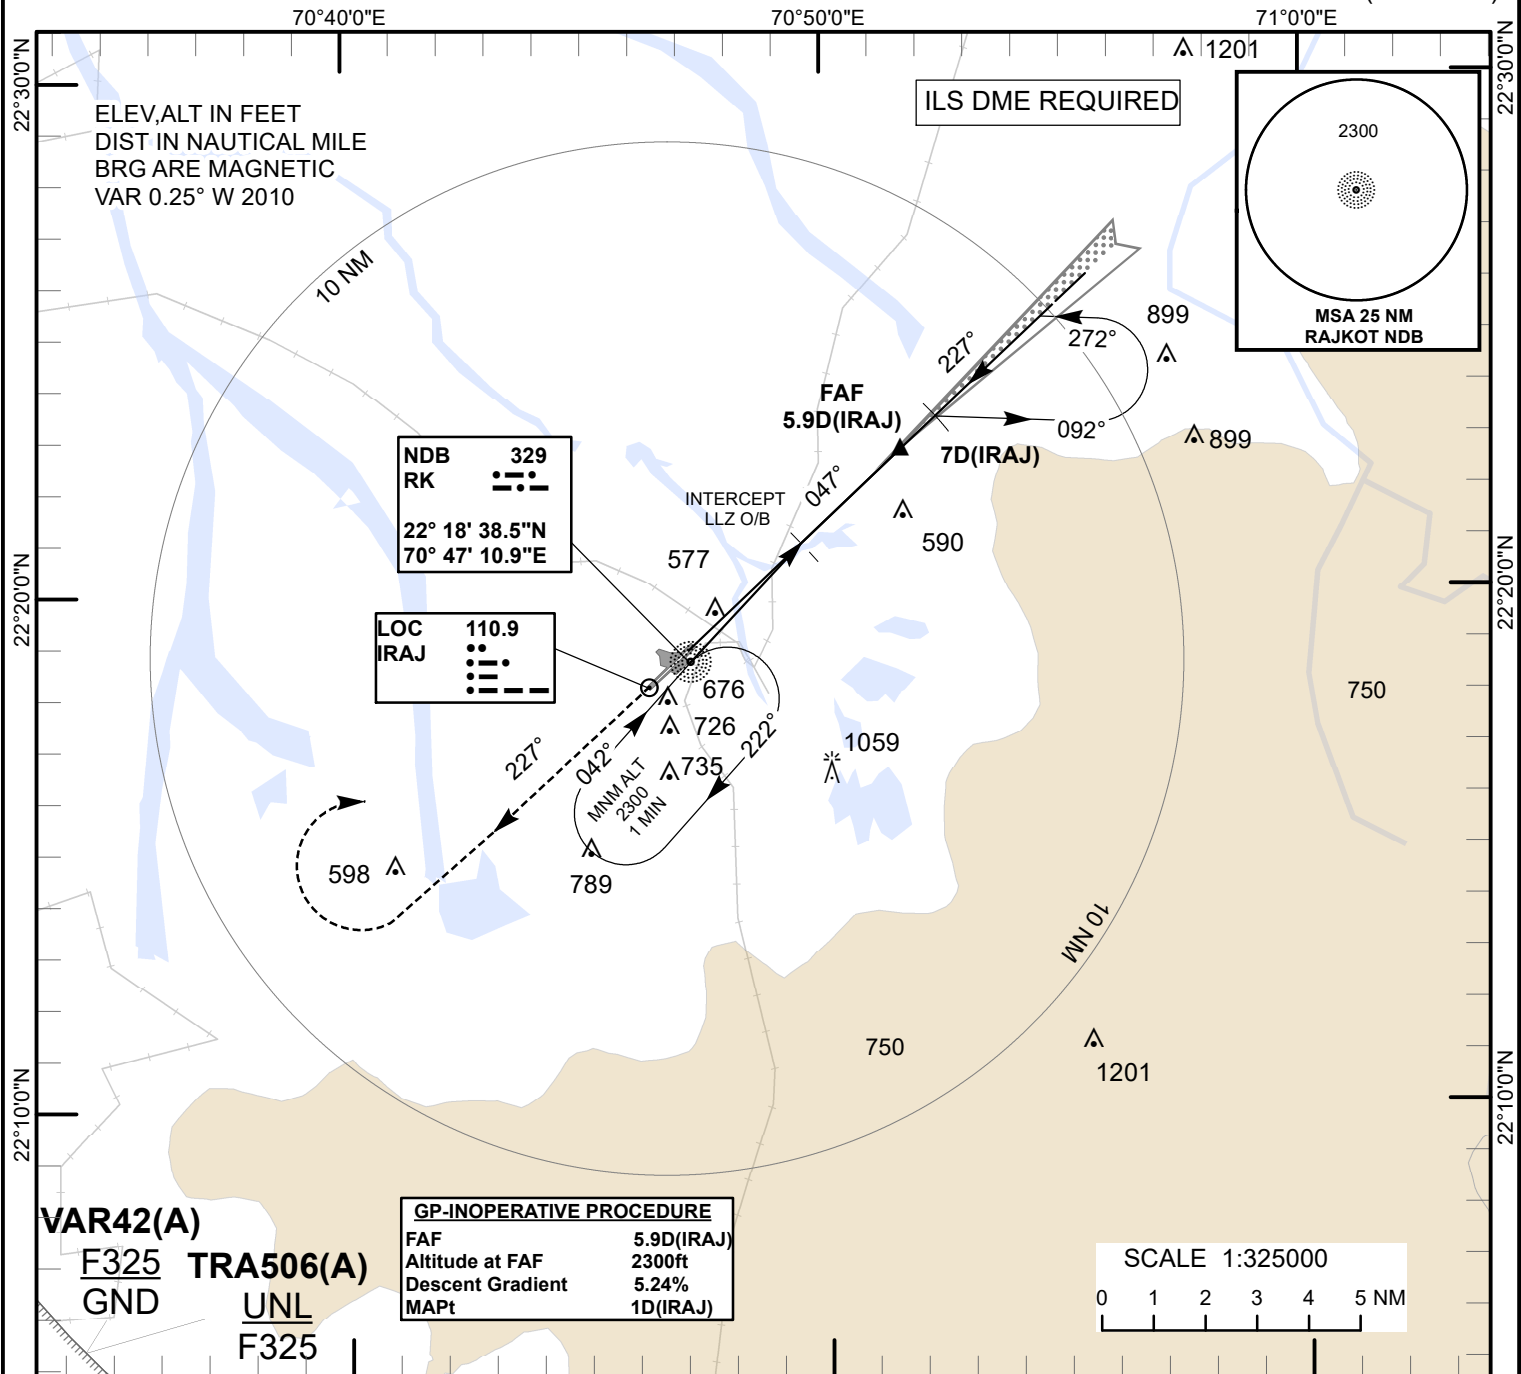 70°40'0"E
70°50'0"E
71°0'0"E
22°30'0"N
22°30'0"N
1201
ELEV,ALT IN FEET
DIST IN NAUTICAL MILE
BRG ARE MAGNETIC
VAR 0.25° W 2010
ILS DME REQUIRED
2300
MSA 25 NM
RAJKOT NDB
10 NM
899
272°
227°
FAF
5.9D(IRAJ)
092°
899
7D(IRAJ)
NDB 329
RK
22° 18' 38.5"N
70° 47' 10.9"E
047°
INTERCEPT
LLZ O/B
590
577
22°20'0"N
22°20'0"N
LOC 110.9
IRAJ
676
750
726
222°
1059
227°
042°
735
MNM ALT
2300
1 MIN
598
789
10 NM
750
1201
22°10'0"N
22°10'0"N
VAR42(A)
F325
GND
TRA506(A)
UNL
F325
GP-INOPERATIVE PROCEDURE
FAF 5.9D(IRAJ)
Altitude at FAF 2300ft
Descent Gradient 5.24%
MAPt 1D(IRAJ)
SCALE 1:325000
0 1 2 3 4 5 NM